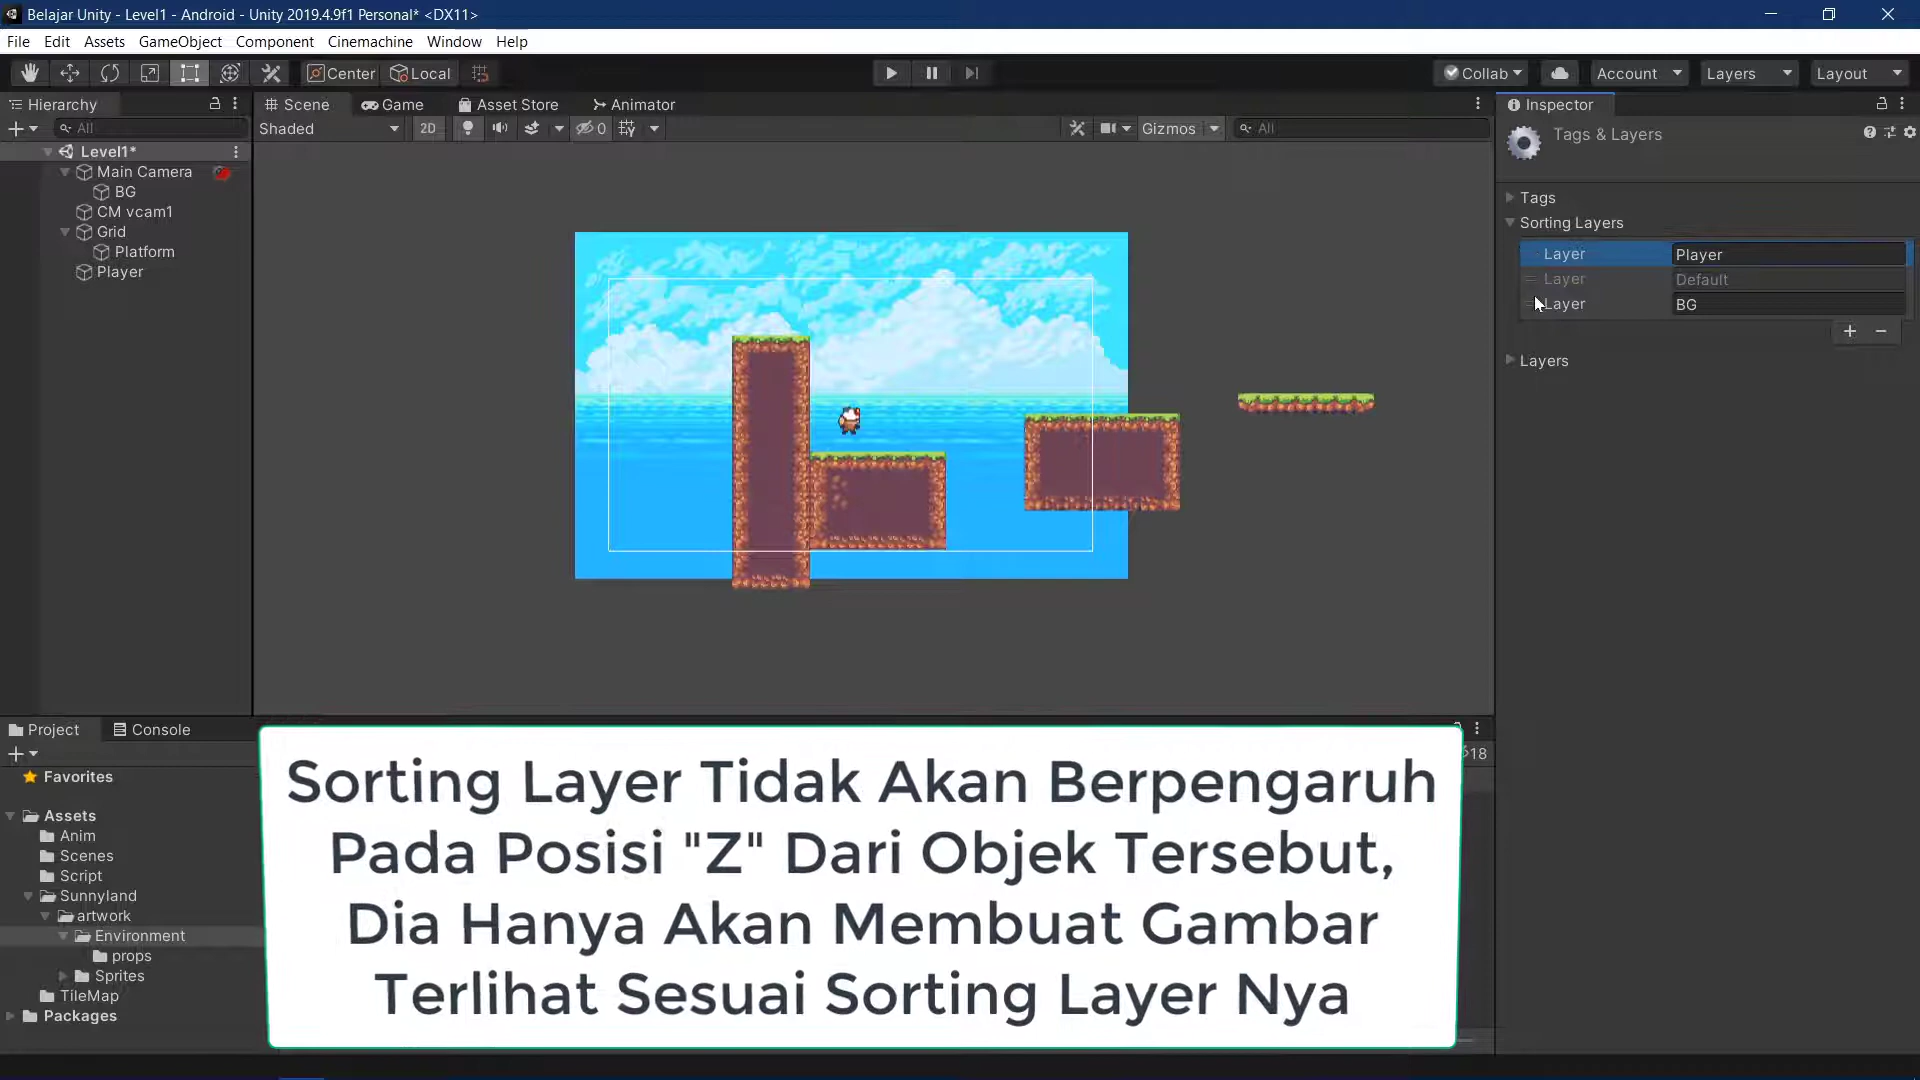 Belajar Unity - Level1 - Android - Unity 2019.4.9f1 Personal* <DX11>
File Edit Assets GameObject Component Cinemachine Window Help
Center Local Collab Account Layers Layout
Hierarchy
All
Level1*
Main Camera
BG
CM vcam1
Grid
Platform
Player
Scene Game Asset Store Animator
Shaded 2D 0 Gizmos All
Inspector
Tags & Layers
Tags
Sorting Layers
Layer Player
Layer Default
Layer BG
Layers
Project Console
18
Favorites
Assets
Anim
Scenes
Script
Sunnyland
artwork
Environment
props
Sprites
TileMap
Packages
Sorting Layer Tidak Akan Berpengaruh
Pada Posisi "Z" Dari Objek Tersebut,
Dia Hanya Akan Membuat Gambar
Terlihat Sesuai Sorting Layer Nya